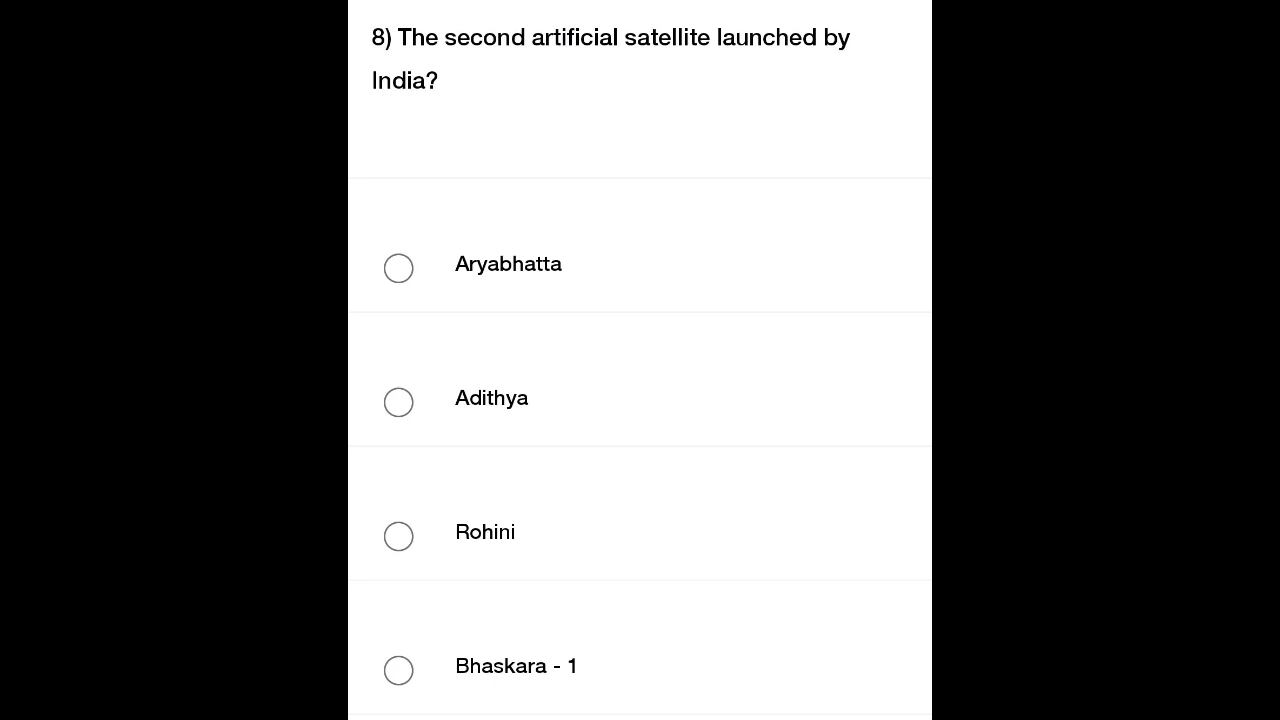 8) The second artificial satellite launched by
India?
Aryabhatta
Adithya
Rohini
Bhaskara - 1